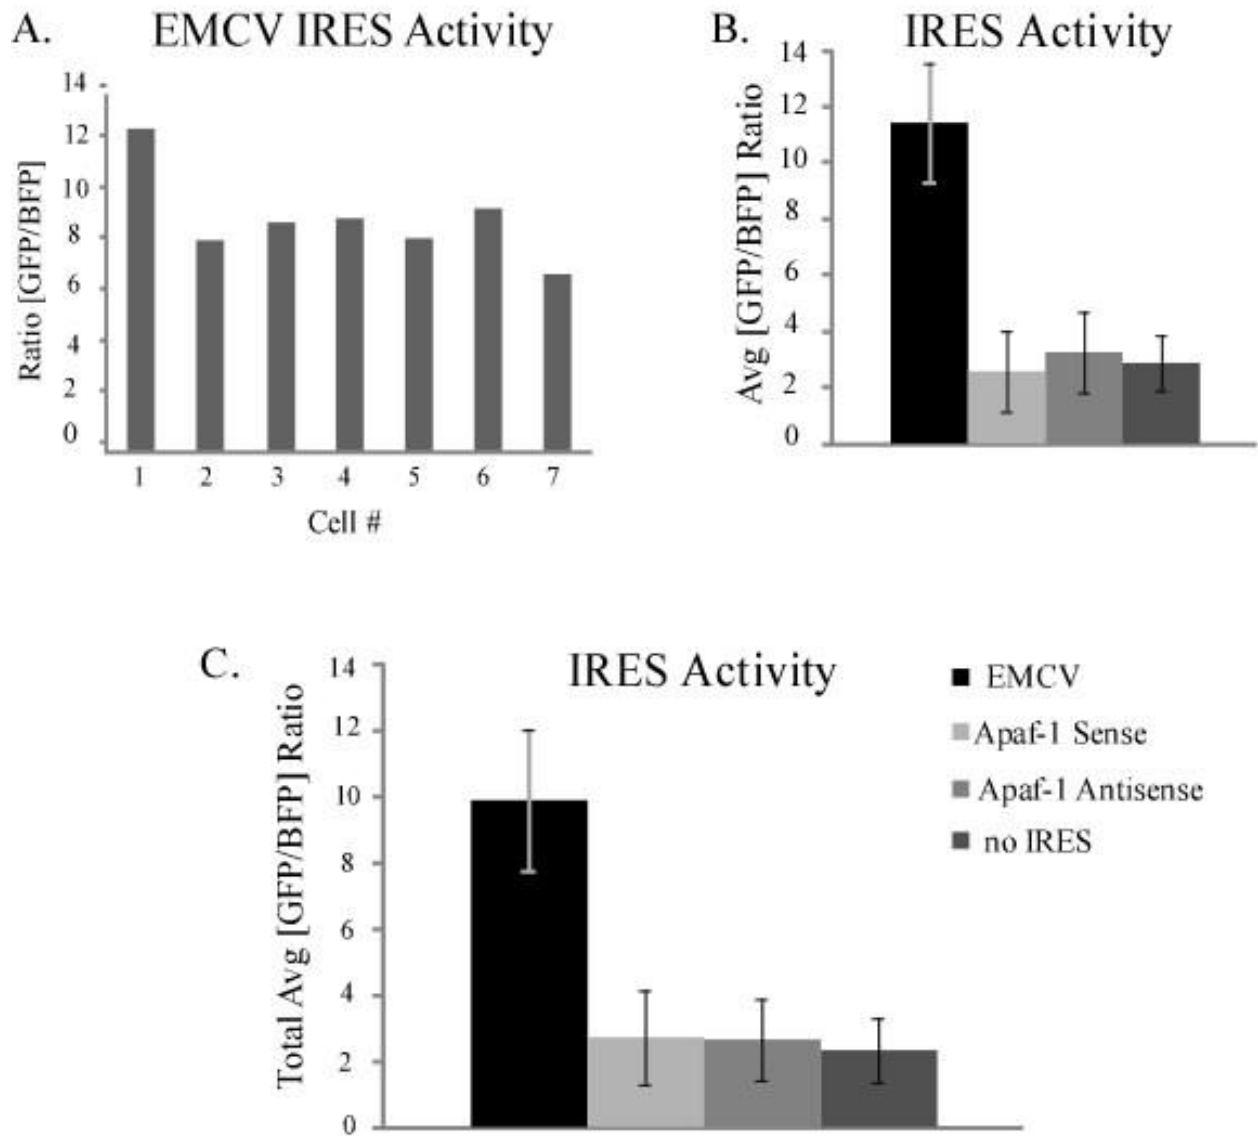 A.
EMCV IRES Activity
Ratio [GFP/BFP]
14
12
10
8
6
4
2
0
1 2 3 4 5 6 7
Cell #
B.
IRES Activity
Avg [GFP/BFP] Ratio
14
12
10
8
6
4
2
0
C.
IRES Activity
Total Avg [GFP/BFP] Ratio
14
12
10
8
6
4
2
0
EMCV
Apaf-1 Sense
Apaf-1 Antisense
no IRES